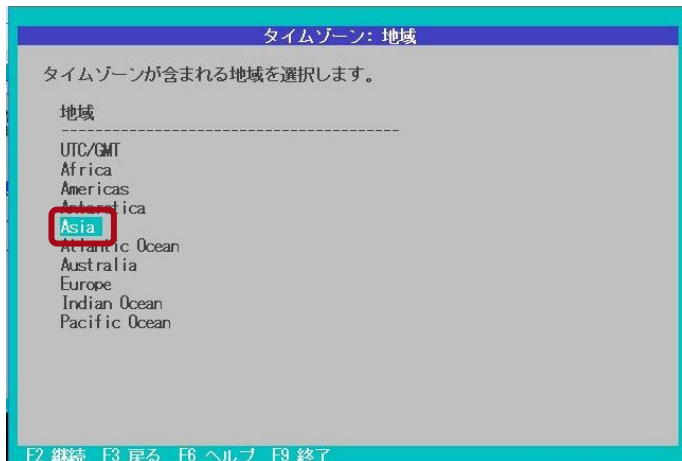 タイムゾーン: 地域
タイムゾーンが含まれる地域を選択します。
地域
----------------------------------------
UTC/GMT
Africa
Americas
Antarctica
Asia
Atlantic Ocean
Australia
Europe
Indian Ocean
Pacific Ocean
F2 継続 F3 戻る F6 ヘルプ F9 終了